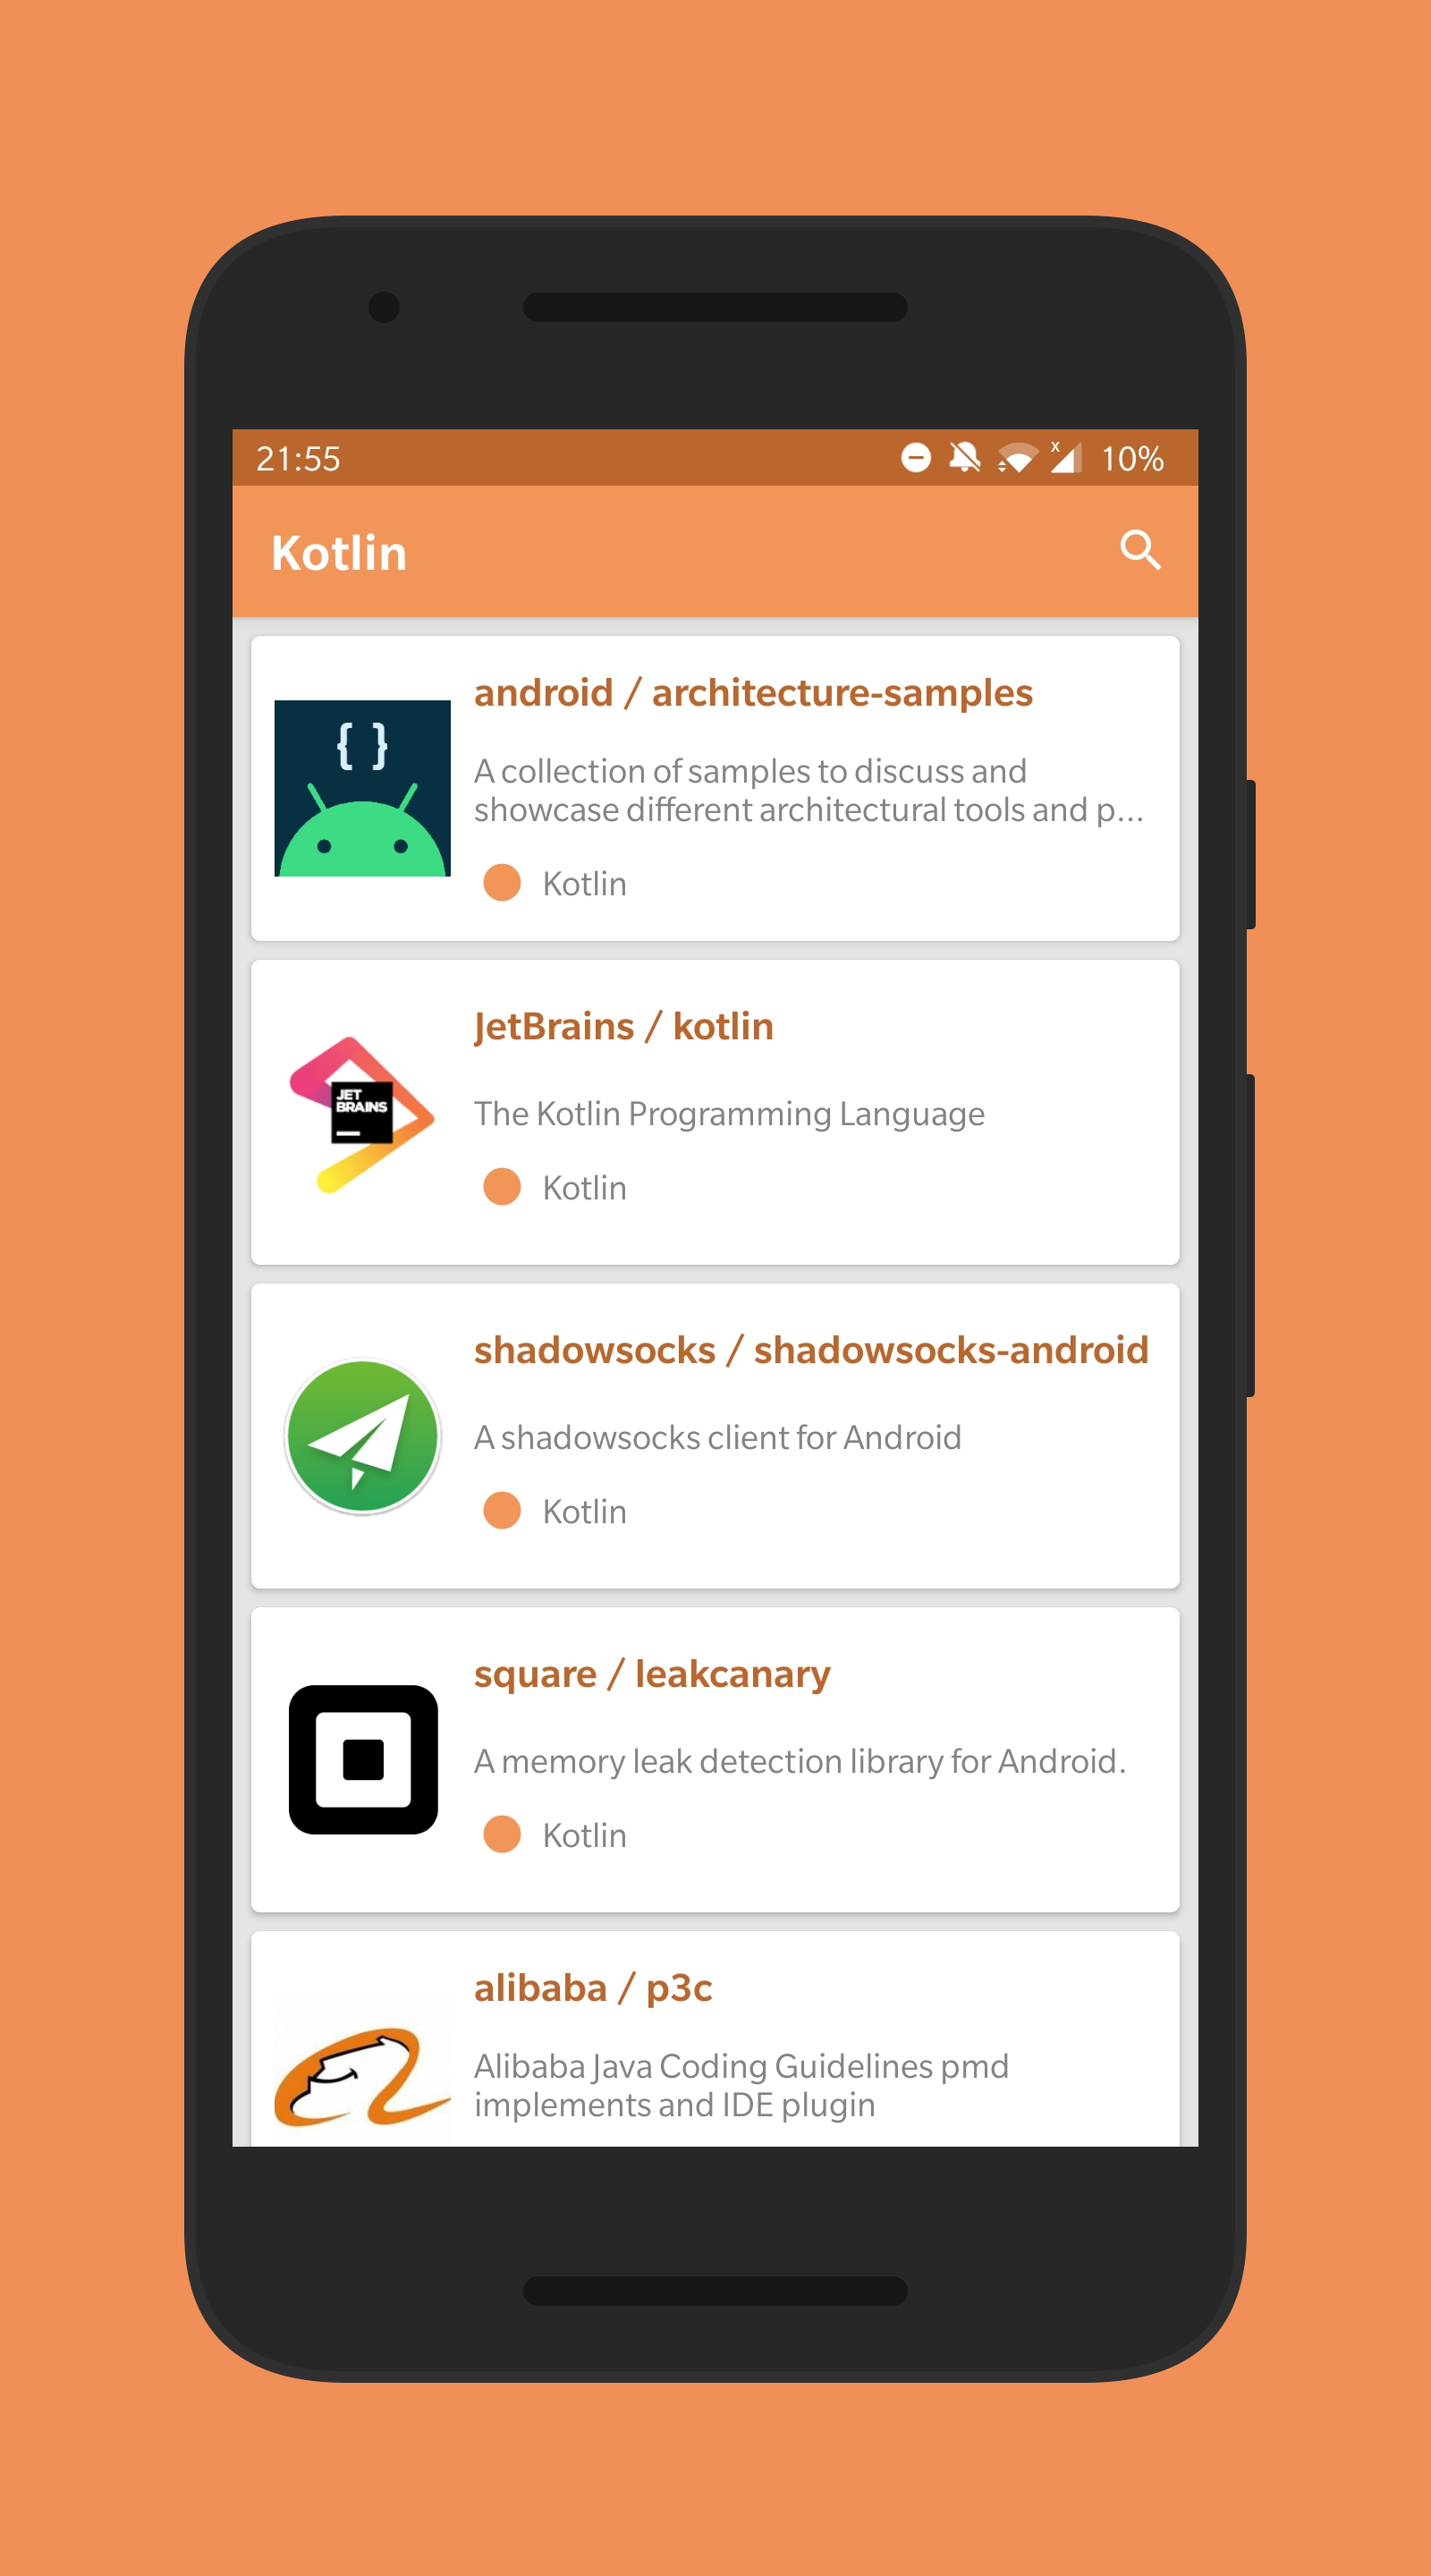 21:55 x 10%
Kotlin
{ }
android / architecture-samples
A collection of samples to discuss and
showcase different architectural tools and p...
Kotlin
JET
BRAINS
JetBrains / kotlin
The Kotlin Programming Language
Kotlin
shadowsocks / shadowsocks-android
A shadowsocks client for Android
Kotlin
square / leakcanary
A memory leak detection library for Android.
Kotlin
alibaba / p3c
Alibaba Java Coding Guidelines pmd
implements and IDE plugin